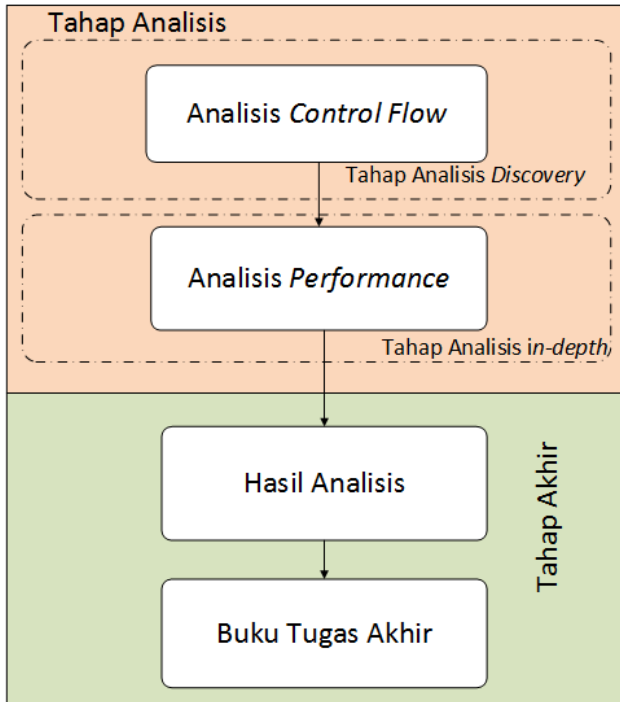 Tahap Analisis
Analisis Control Flow
Tahap Analisis Discovery
Analisis Performance
Tahap Analisis in-depth
Hasil Analisis
Tahap Akhir
Buku Tugas Akhir